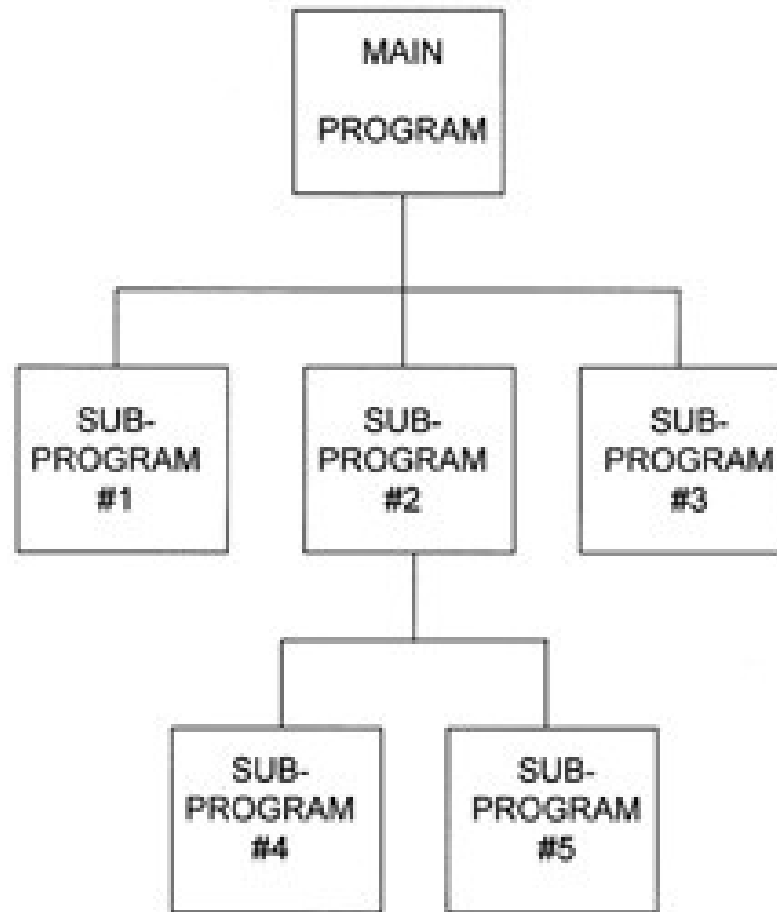 MAIN
PROGRAM
SUB-
PROGRAM
#1
SUB-
PROGRAM
#2
SUB-
PROGRAM
#3
SUB-
PROGRAM
#4
SUB-
PROGRAM
#5